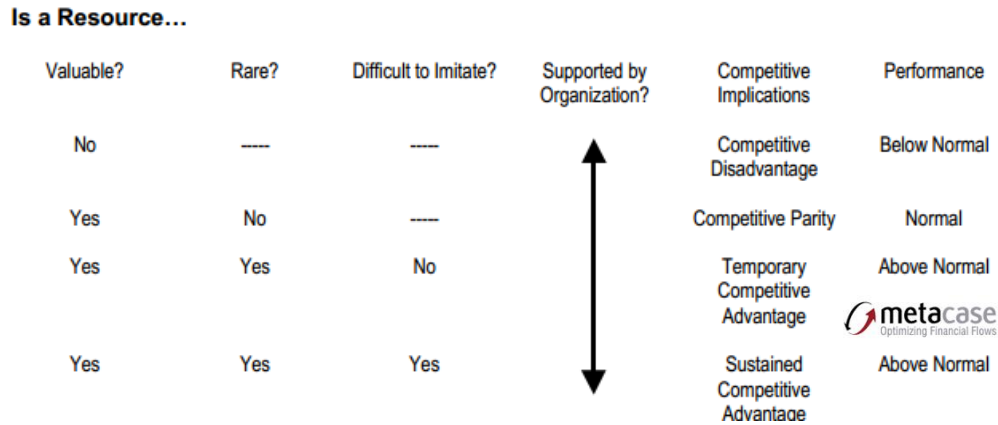 Is a Resource…
Valuable? Rare? Difficult to Imitate? Supported by Organization? Competitive Implications Performance
No ----- ----- Competitive Disadvantage Below Normal
Yes No ----- Competitive Parity Normal
Yes Yes No Temporary Competitive Advantage Above Normal
metacase
Optimizing Financial Flows
Yes Yes Yes Sustained Competitive Advantage Above Normal